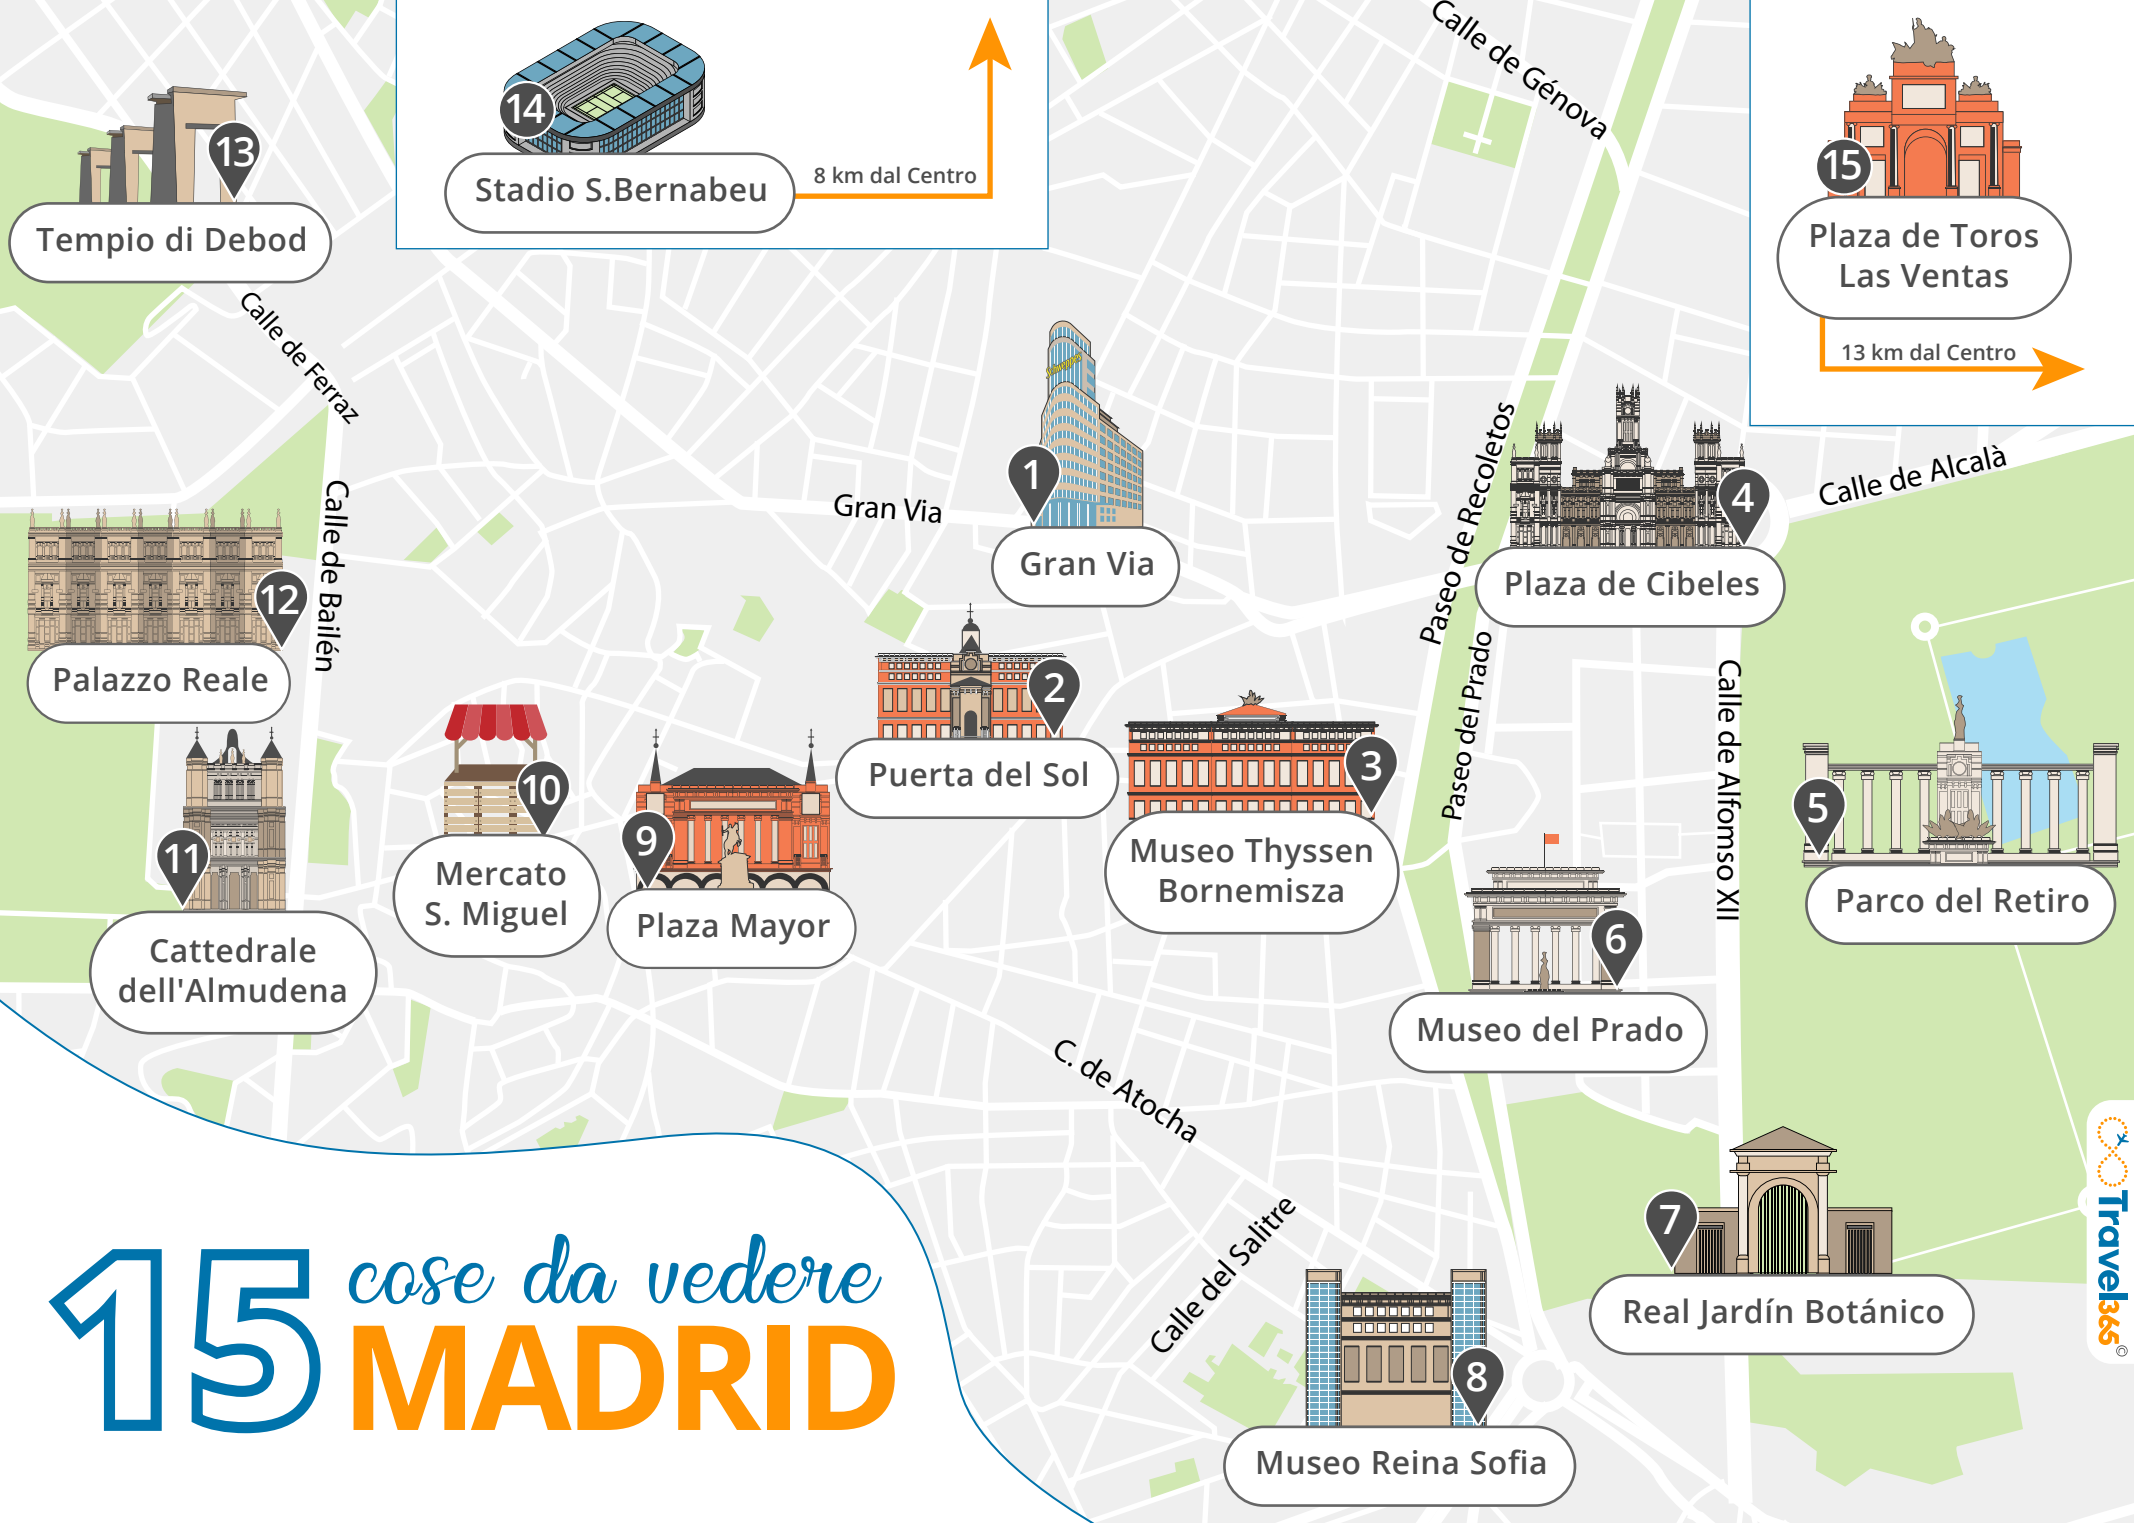 Calle de Génova
14
Stadio S.Bernabeu
8 km dal Centro
15
Plaza de Toros
Las Ventas
13 km dal Centro
13
Tempio di Debod
Calle de Ferraz
Calle de Bailén
Gran Via
1
Gran Via
Paseo de Recoletos
4
Plaza de Cibeles
Calle de Alcalà
12
Palazzo Reale
2
Puerta del Sol
3
Museo Thyssen
Bornemisza
Paseo del Prado
Calle de Alfomso XII
5
Parco del Retiro
11
Cattedrale
dell'Almudena
10
Mercato
S. Miguel
9
Plaza Mayor
6
Museo del Prado
C. de Atocha
Calle del Salitre
7
Real Jardín Botánico
8
Museo Reina Sofia
15 cose da vedere
MADRID
Travel365 ©